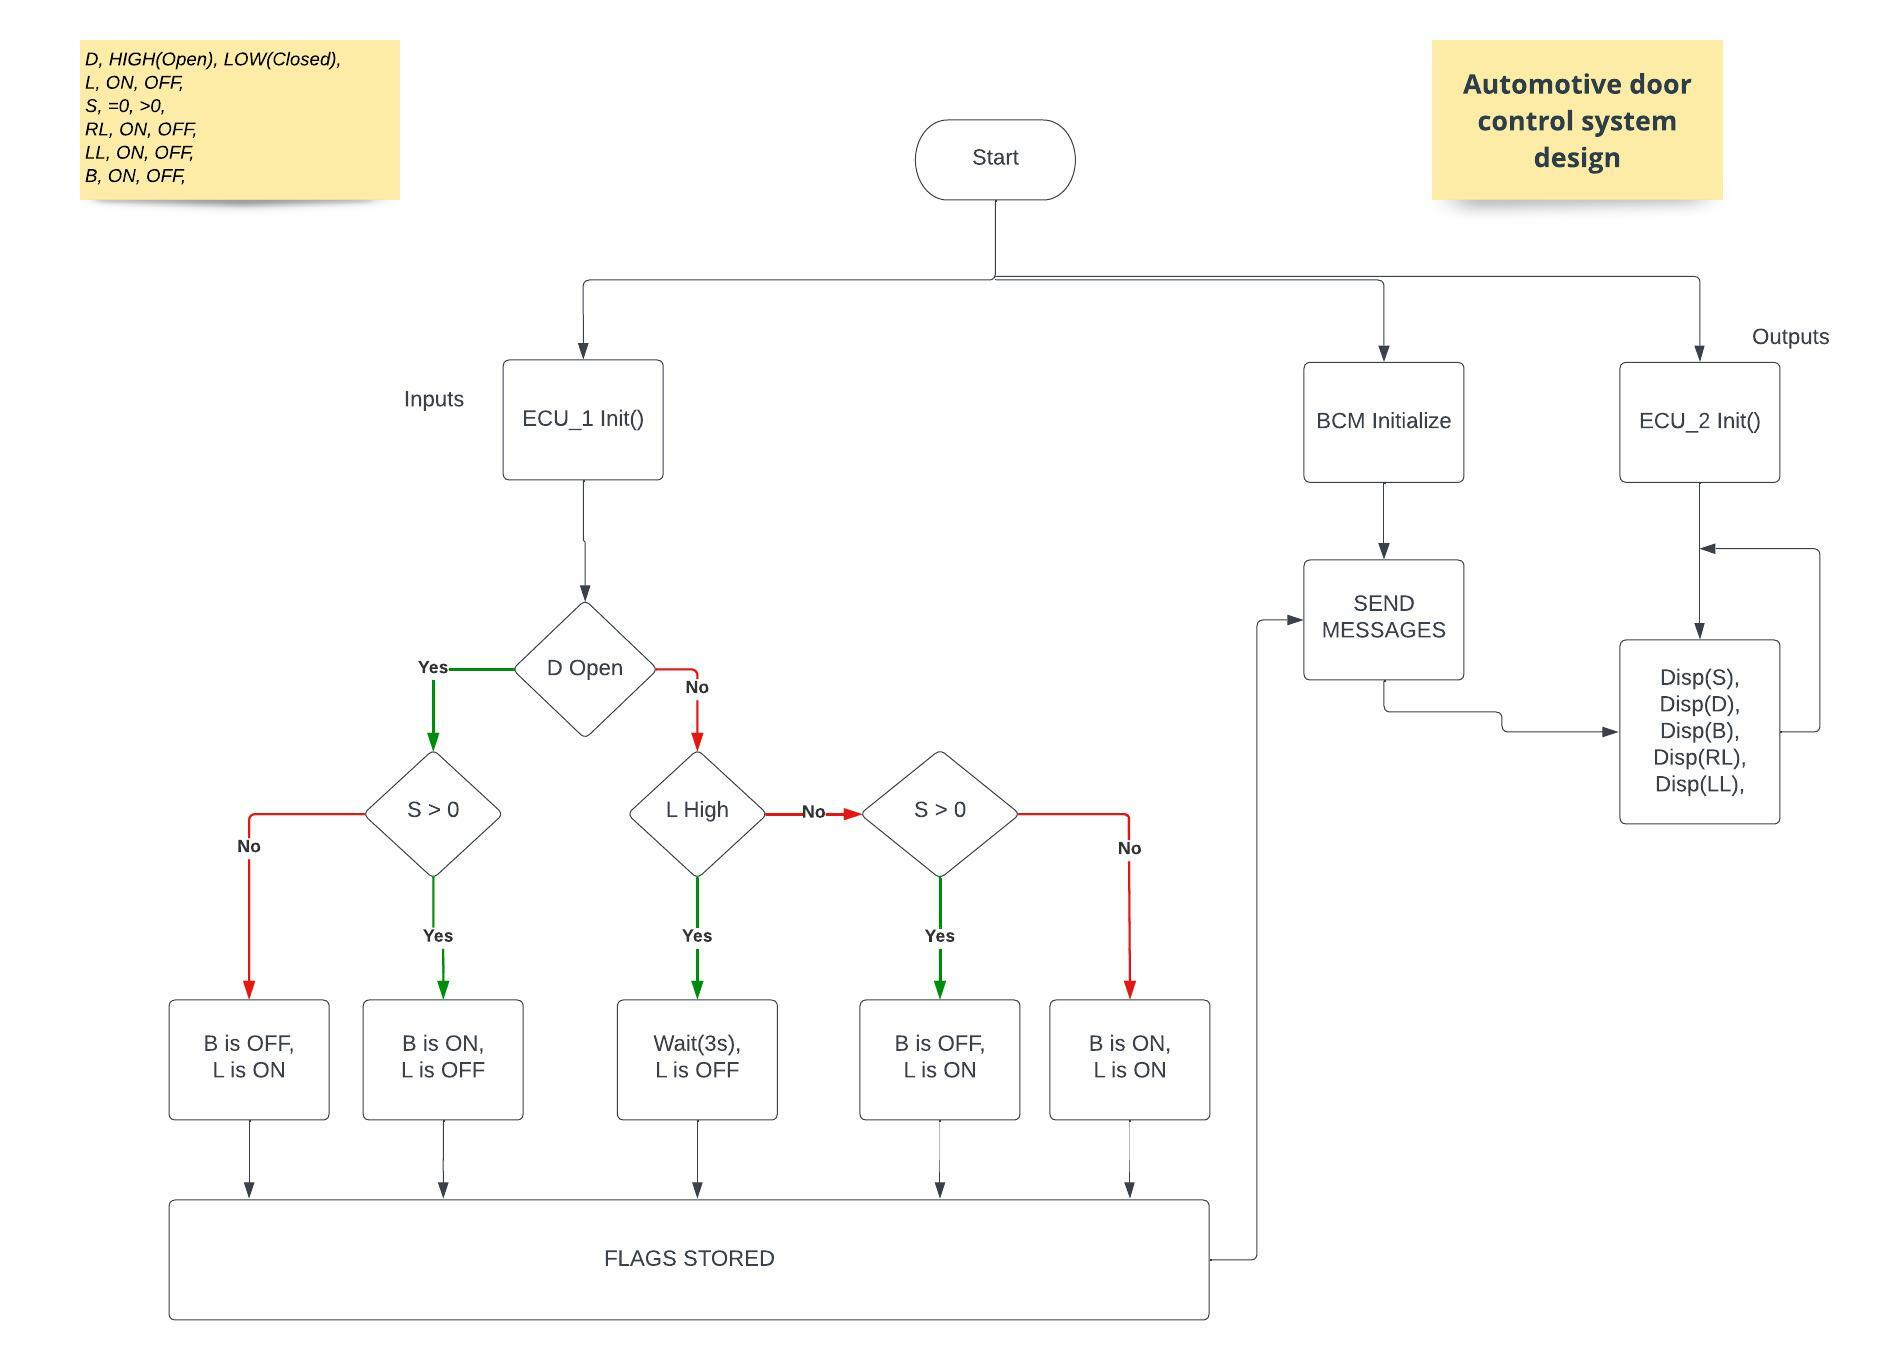 D, HIGH(Open), LOW(Closed),
L, ON, OFF,
S, =0, >0,
RL, ON, OFF,
LL, ON, OFF,
B, ON, OFF,
Automotive door
control system
design
Start
Inputs
Outputs
ECU_1 Init()
BCM Initialize
ECU_2 Init()
SEND
MESSAGES
D Open
Yes
No
Disp(S),
Disp(D),
Disp(B),
Disp(RL),
Disp(LL),
S > 0
L High
No
S > 0
No
No
Yes
Yes
Yes
B is OFF,
L is ON
B is ON,
L is OFF
Wait(3s),
L is OFF
B is OFF,
L is ON
B is ON,
L is ON
FLAGS STORED